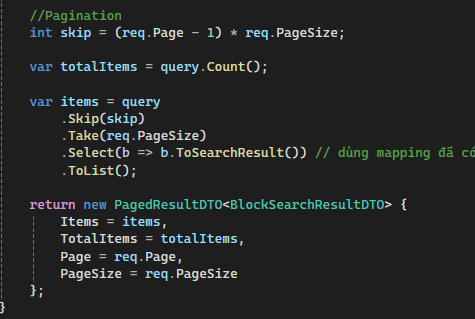 //Pagination
int skip = (req.Page - 1) * req.PageSize;
var totalItems = query.Count();
var items = query
.Skip(skip)
.Take(req.PageSize)
.Select(b => b.ToSearchResult()) // dùng mapping đã có
.ToList();
return new PagedResultDTO<BlockSearchResultDTO> {
Items = items,
TotalItems = totalItems,
Page = req.Page,
PageSize = req.PageSize
};
}